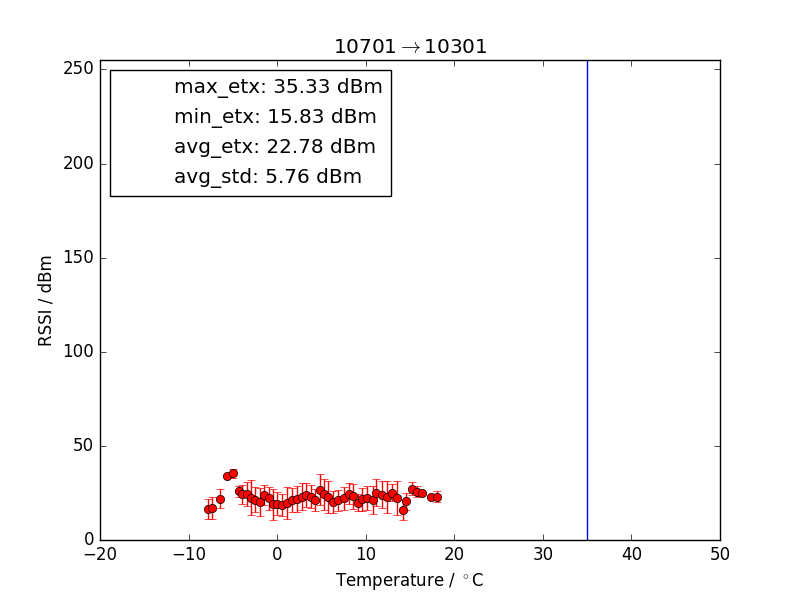 10701→10301
max_etx: 35.33 dBm
min_etx: 15.83 dBm
avg_etx: 22.78 dBm
avg_std: 5.76 dBm
RSSI / dBm
250
200
150
100
50
0
−20 −10 0 10 20 30 40 50
Temperature / °C